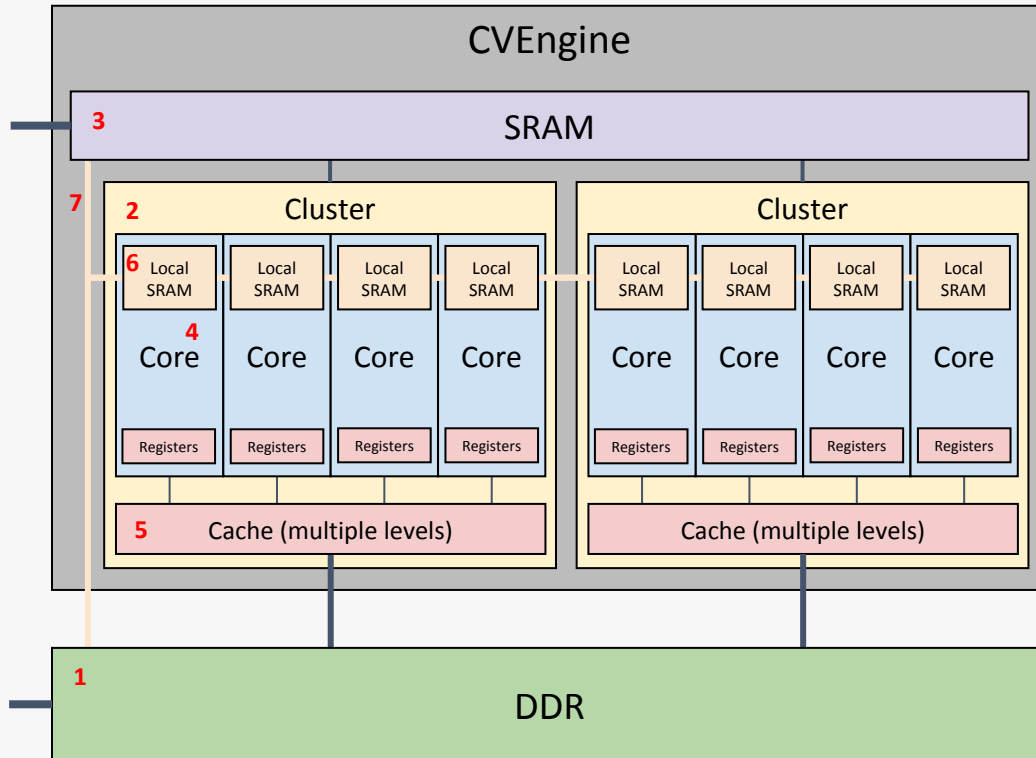 CVEngine
3
SRAM
7
2
Cluster
Cluster
6
Local
SRAM
Local
SRAM
Local
SRAM
Local
SRAM
Local
SRAM
Local
SRAM
Local
SRAM
Local
SRAM
4
Core
Core
Core
Core
Core
Core
Core
Core
Registers
Registers
Registers
Registers
Registers
Registers
Registers
Registers
5
Cache (multiple levels)
Cache (multiple levels)
1
DDR